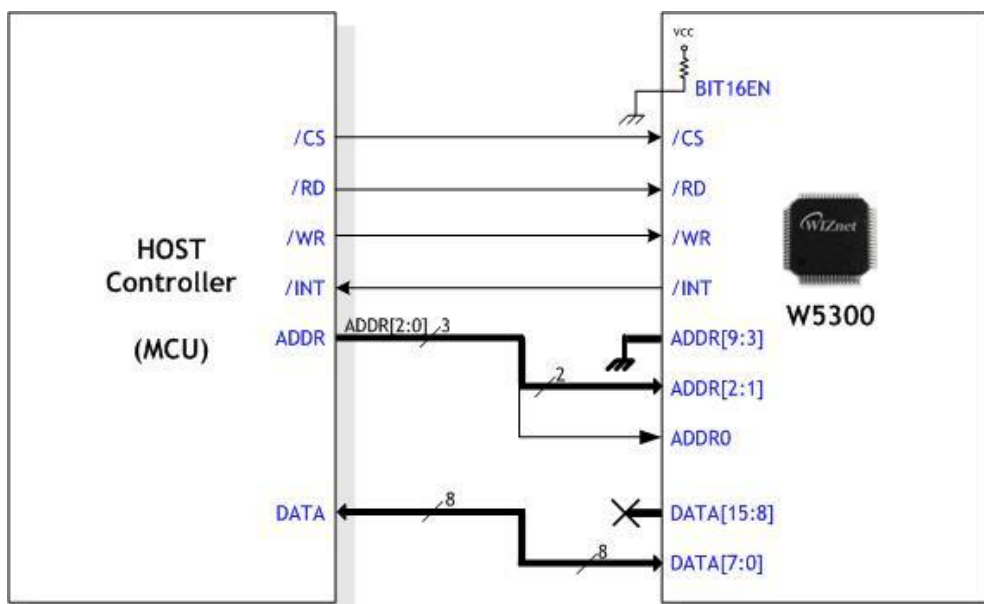 vcc
BIT16EN
/CS
/CS
/RD
/RD
HOST
Controller
(MCU)
/WR
/WR
WIZnet
/INT
/INT
W5300
ADDR
ADDR[2:0]
3
ADDR[9:3]
2
ADDR[2:1]
ADDR0
DATA
8
DATA[15:8]
8
DATA[7:0]